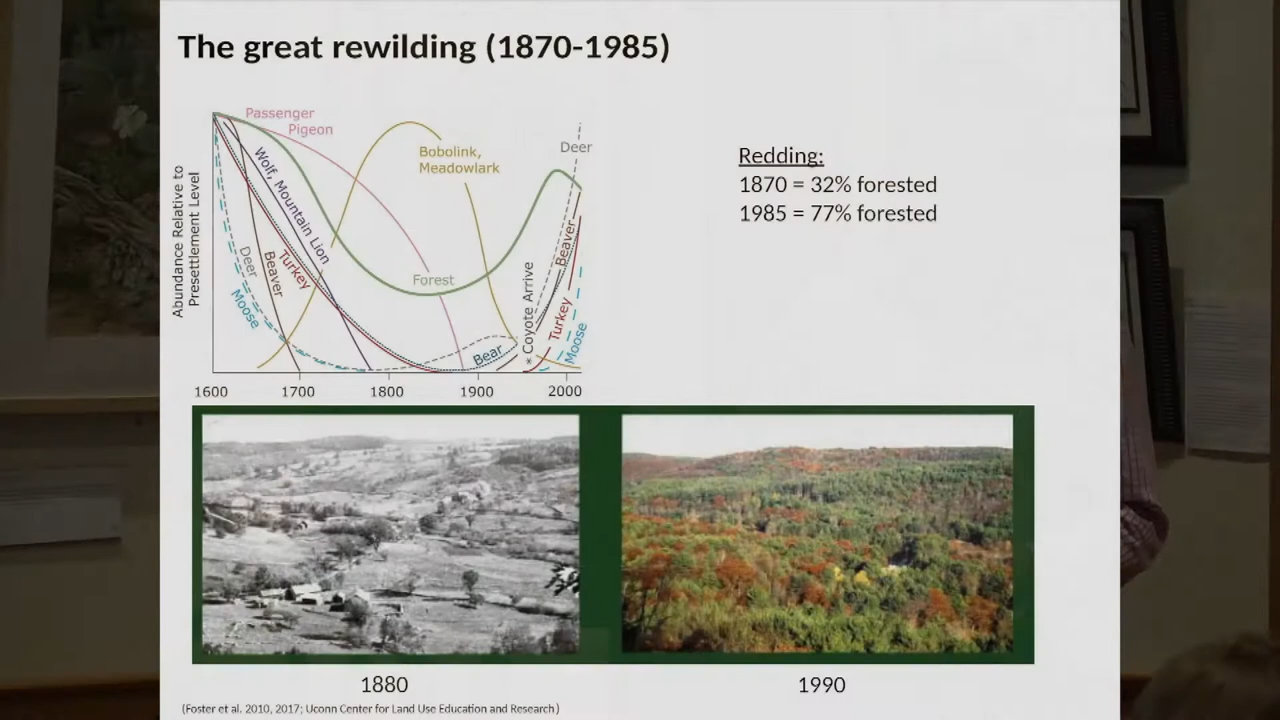 The great rewilding (1870-1985)
Passenger
Pigeon
Bobolink,
Meadowlark
Deer
Wolf, Mountain Lion
Abundance Relative to
Presettlement Level
Deer
Beaver
Turkey
Moose
Forest
Bear
* Coyote Arrive
Beaver
Turkey
Moose
1600
1700
1800
1900
2000
Redding:
1870 = 32% forested
1985 = 77% forested
1880
1990
(Foster et al. 2010, 2017; Uconn Center for Land Use Education and Research)